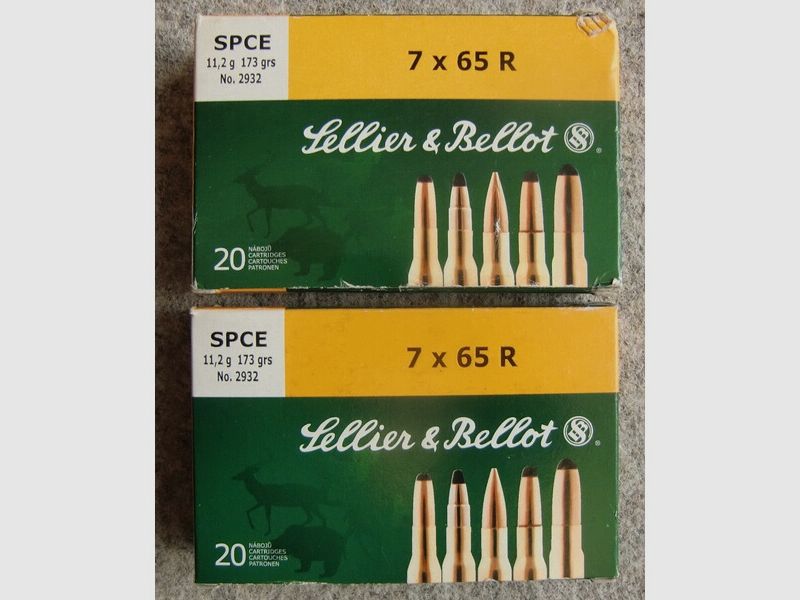 SPCE
11,2 g 173 grs
No. 2932
7 x 65 R
Sellier & Bellot
®
20
NÁBOJŮ
CARTRIDGES
CARTOUCHES
PATRONEN
SPCE
11,2 g 173 grs
No. 2932
7 x 65 R
Sellier & Bellot
®
20
NÁBOJŮ
CARTRIDGES
CARTOUCHES
PATRONEN